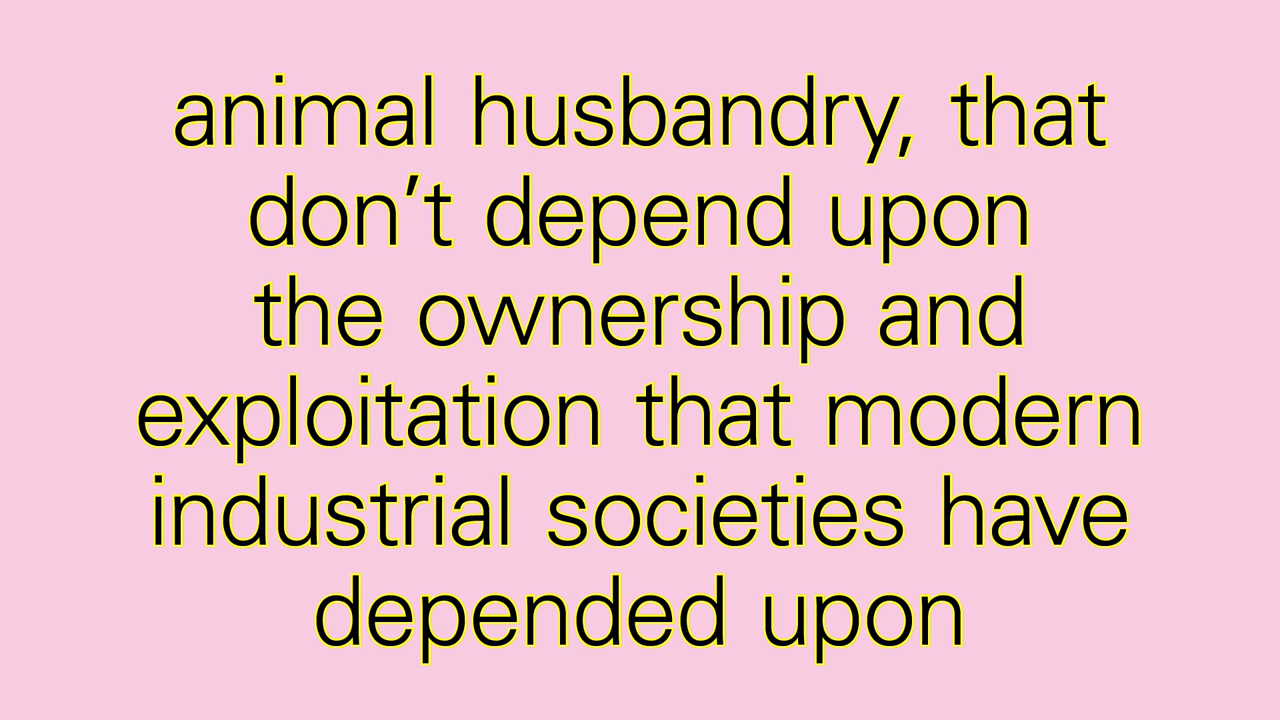 animal husbandry, that
don’t depend upon
the ownership and
exploitation that modern
industrial societies have
depended upon